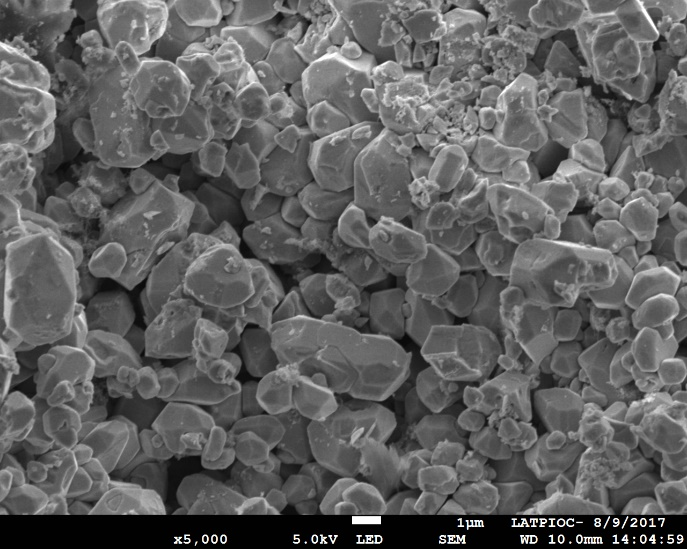 1μm LATPIOC- 8/9/2017
x5,000 5.0kV LED SEM WD 10.0mm 14:04:59